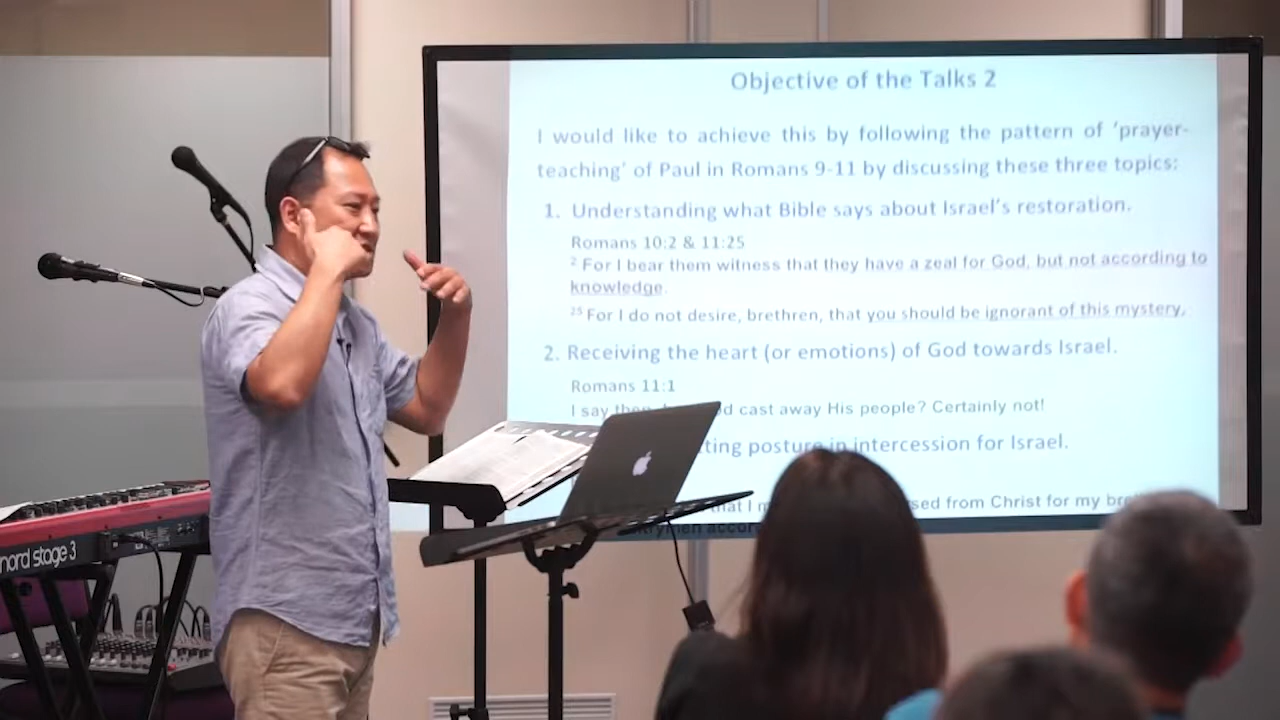 Objective of the Talks 2
I would like to achieve this by following the pattern of ‘prayer-
teaching’ of Paul in Romans 9-11 by discussing these three topics:
1. Understanding what Bible says about Israel’s restoration.
Romans 10:2 & 11:25
2 For I bear them witness that they have a zeal for God, but not according to
knowledge.
25 For I do not desire, brethren, that you should be ignorant of this mystery,
2. Receiving the heart (or emotions) of God towards Israel.
Romans 11:1
I say cast away His people? Certainly not!
posture in intercession for Israel.
that I from Christ for my
nord stage 3